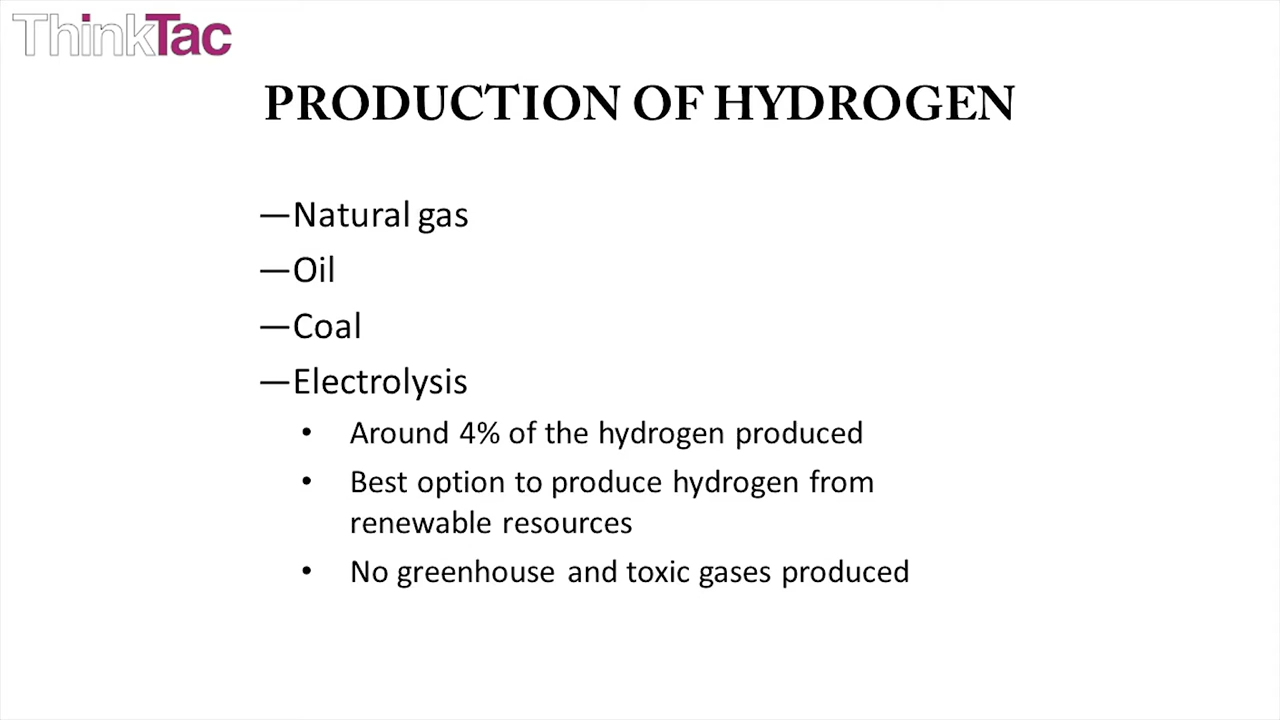 ThinkTac
PRODUCTION OF HYDROGEN
—Natural gas
—Oil
—Coal
—Electrolysis
• Around 4% of the hydrogen produced
• Best option to produce hydrogen from
renewable resources
• No greenhouse and toxic gases produced